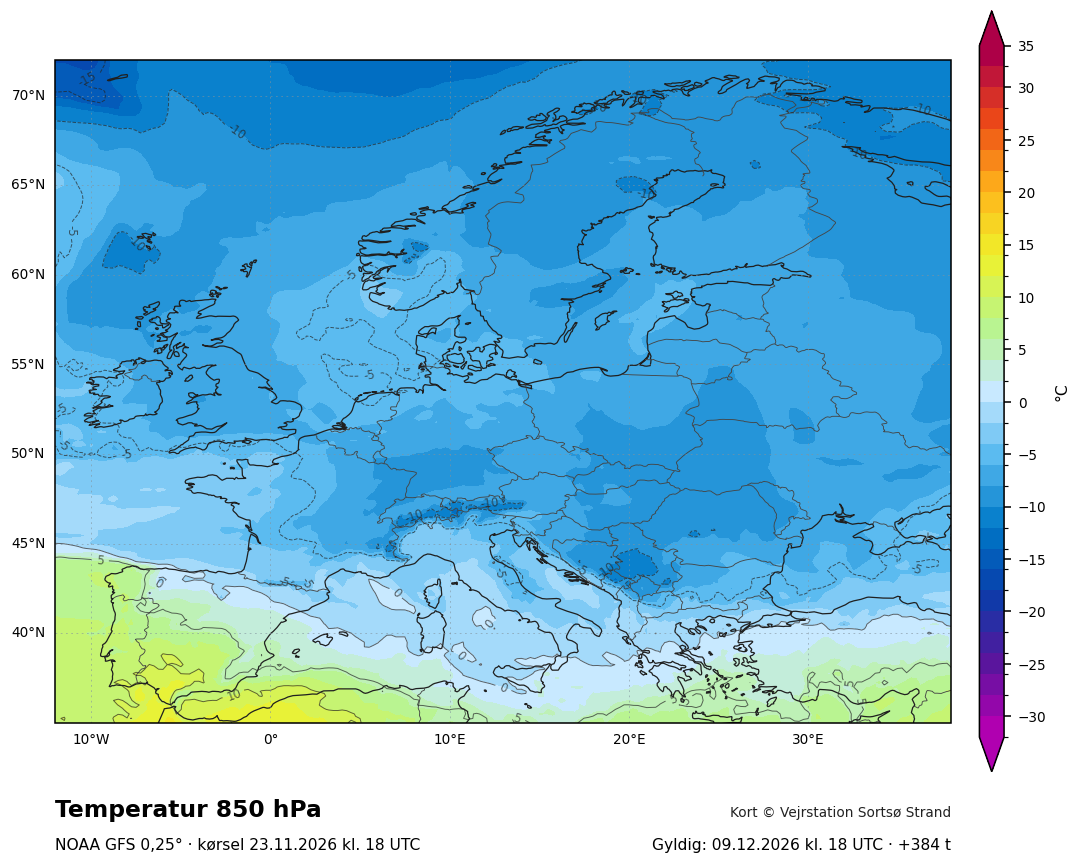 70°N
65°N
60°N
55°N
50°N
45°N
40°N
10°W
0°
10°E
20°E
30°E
35
30
25
20
15
10
5
0
−5
−10
−15
−20
−25
−30
°C
Temperatur 850 hPa
Kort © Vejrstation Sortsø Strand
NOAA GFS 0,25° · kørsel 23.11.2026 kl. 18 UTC
Gyldig: 09.12.2026 kl. 18 UTC · +384 t